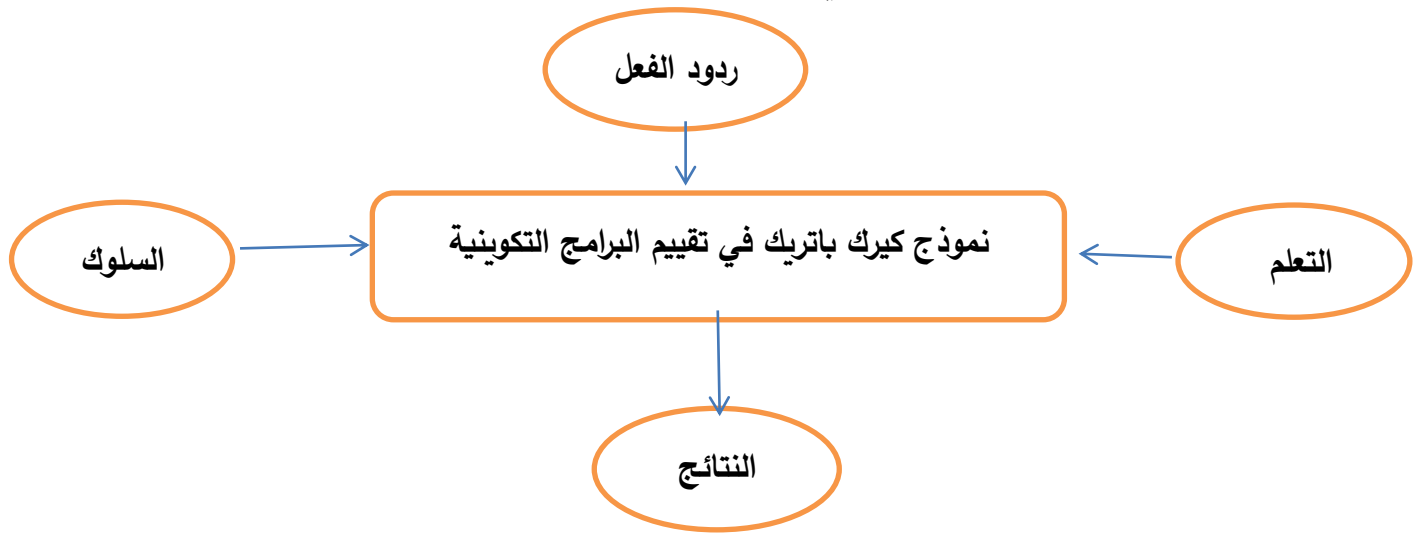 ردود الفعل
نموذج كيرك باتريك في تقييم البرامج التكوينية
التعلم
السلوك
النتائج